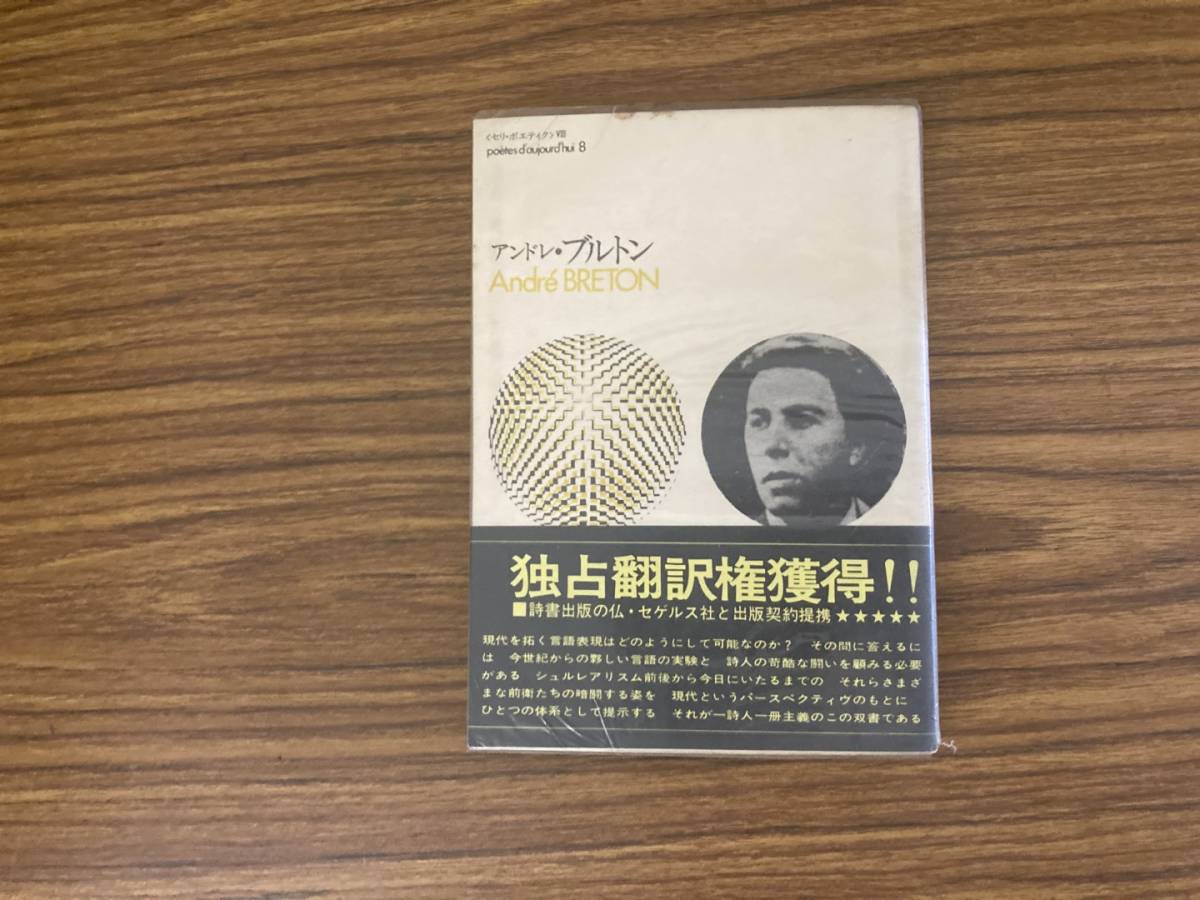 <セリ・ポエティク> VIII
poètes d'aujourd'hui 8
アンドレ・ブルトン
André BRETON
独占翻訳権獲得!!
■詩書出版の仏・セゲルス社と出版契約提携 ★★★★★
現代を拓く言語表現はどのようにして可能なのか? その問に答えるに
は 今世紀からの夥しい言語の実験と 詩人の苛酷な闘いを顧みる必要
がある シュルレアリスム前後から今日にいたるまでの それらさまざ
まな前衛たちの暗闘する姿を 現代というパースペクティヴのもとに
ひとつの体系として提示する それが一詩人一冊主義のこの双書である